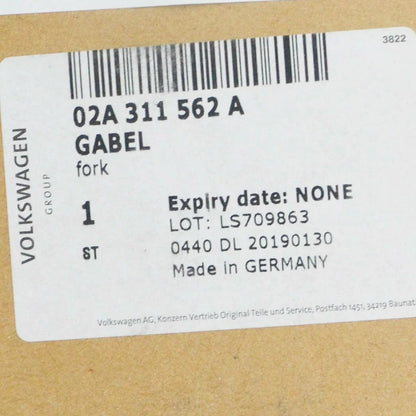 3822
02A 311 562 A
GABEL
fork
1
ST
Expiry date: NONE
LOT: LS709863
0440 DL 20190130
Made in GERMANY
VOLKSWAGEN
GROUP
Volkswagen AG, Konzern Vertrieb Original Teile und Service, Postfach 1451, 34219 Baunat